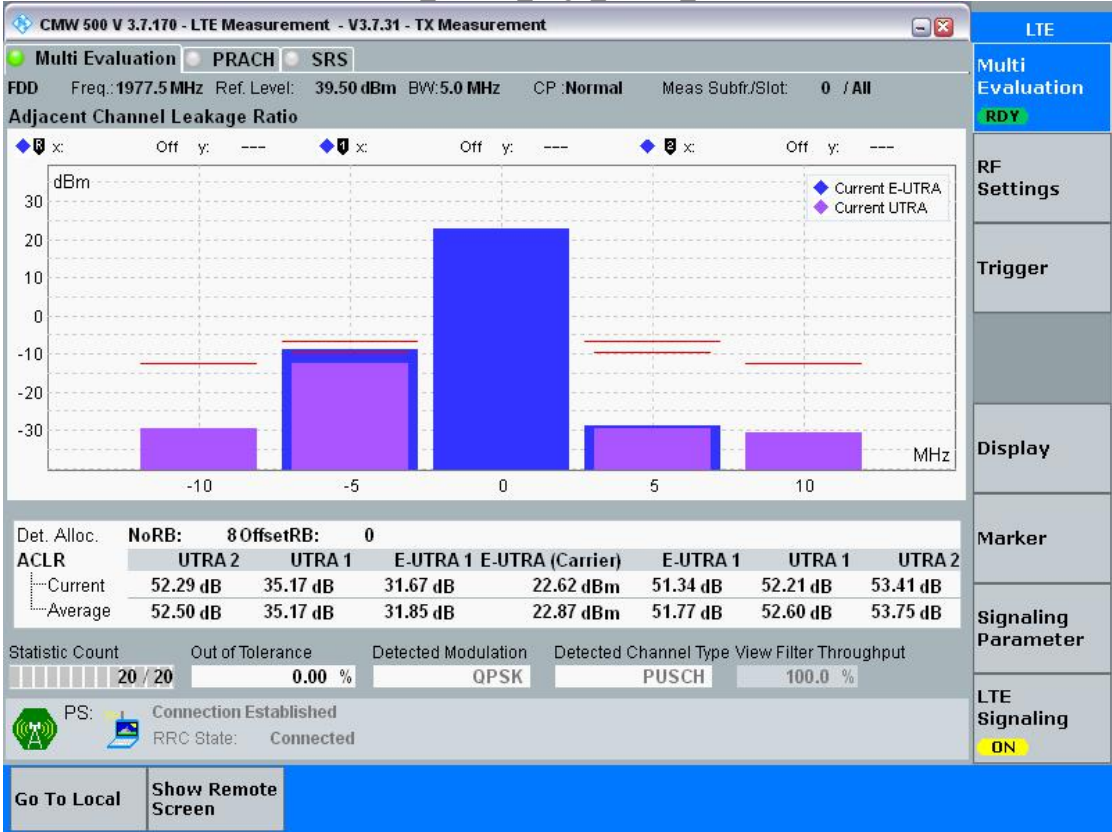 CMW 500 V 3.7.170 - LTE Measurement - V3.7.31 - TX Measurement
LTE
Multi Evaluation PRACH SRS
Multi Evaluation
RDY
FDD Freq.:1977.5 MHz Ref. Level: 39.50 dBm BW:5.0 MHz CP :Normal Meas Subfr./Slot: 0 / All
Adjacent Channel Leakage Ratio
R x: Off y: --- 1 x: Off y: --- 2 x: Off y: ---
dBm
Current E-UTRA
Current UTRA
30
20
10
0
-10
-20
-30
MHz
-10 -5 0 5 10
RF Settings
Trigger
Display
Marker
Signaling Parameter
LTE Signaling
ON
Det. Alloc. NoRB: 8 OffsetRB: 0
ACLR UTRA 2 UTRA 1 E-UTRA 1 E-UTRA (Carrier) E-UTRA 1 UTRA 1 UTRA 2
Current 52.29 dB 35.17 dB 31.67 dB 22.62 dBm 51.34 dB 52.21 dB 53.41 dB
Average 52.50 dB 35.17 dB 31.85 dB 22.87 dBm 51.77 dB 52.60 dB 53.75 dB
Statistic Count Out of Tolerance Detected Modulation Detected Channel Type View Filter Throughput
20 / 20 0.00 % QPSK PUSCH 100.0 %
PS: Connection Established
RRC State: Connected
Go To Local
Show Remote Screen